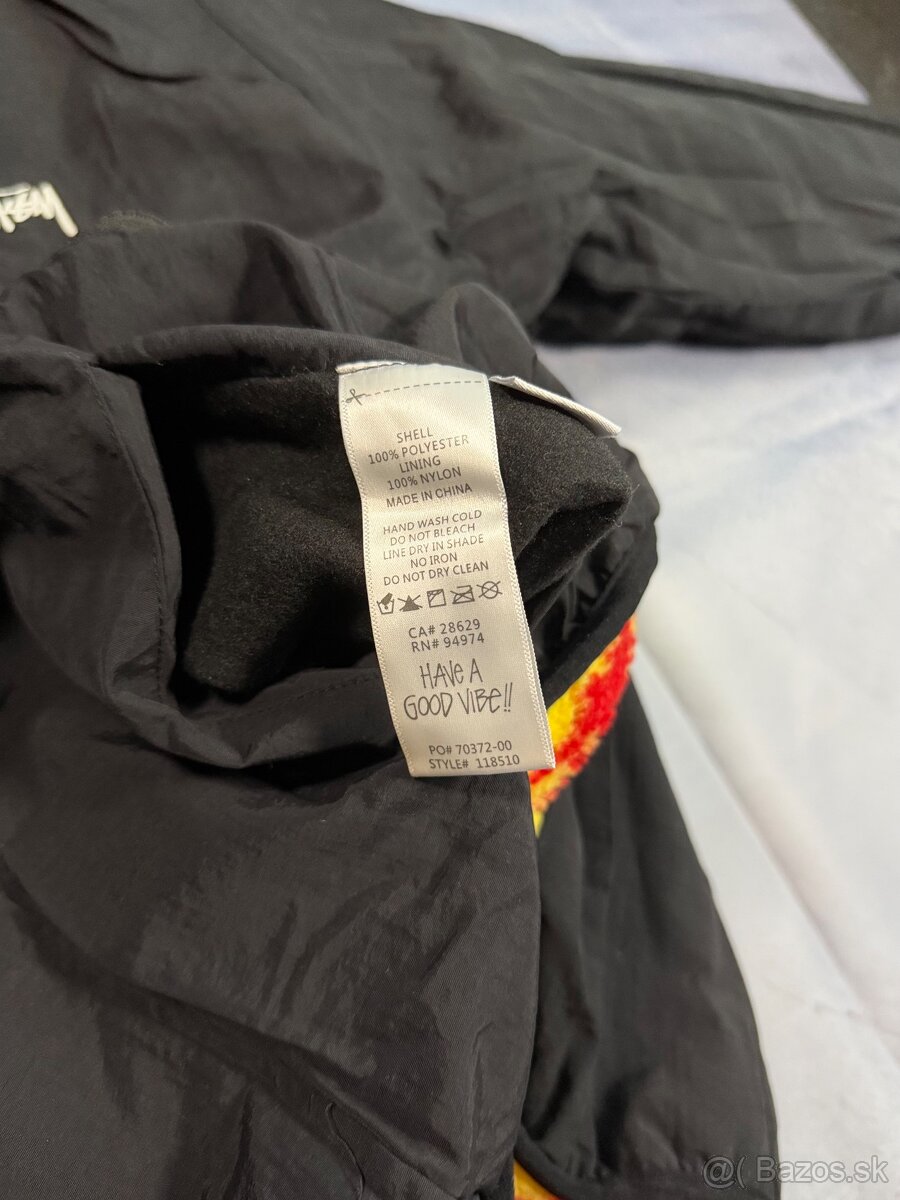 SHELL
100% POLYESTER
LINING
100% NYLON
MADE IN CHINA
HAND WASH COLD
DO NOT BLEACH
LINE DRY IN SHADE
NO IRON
DO NOT DRY CLEAN
CA# 28629
RN# 94974
HAVE A
GOOD VIBE!!
PO# 70372-00
STYLE# 118510
@( Bazos.sk